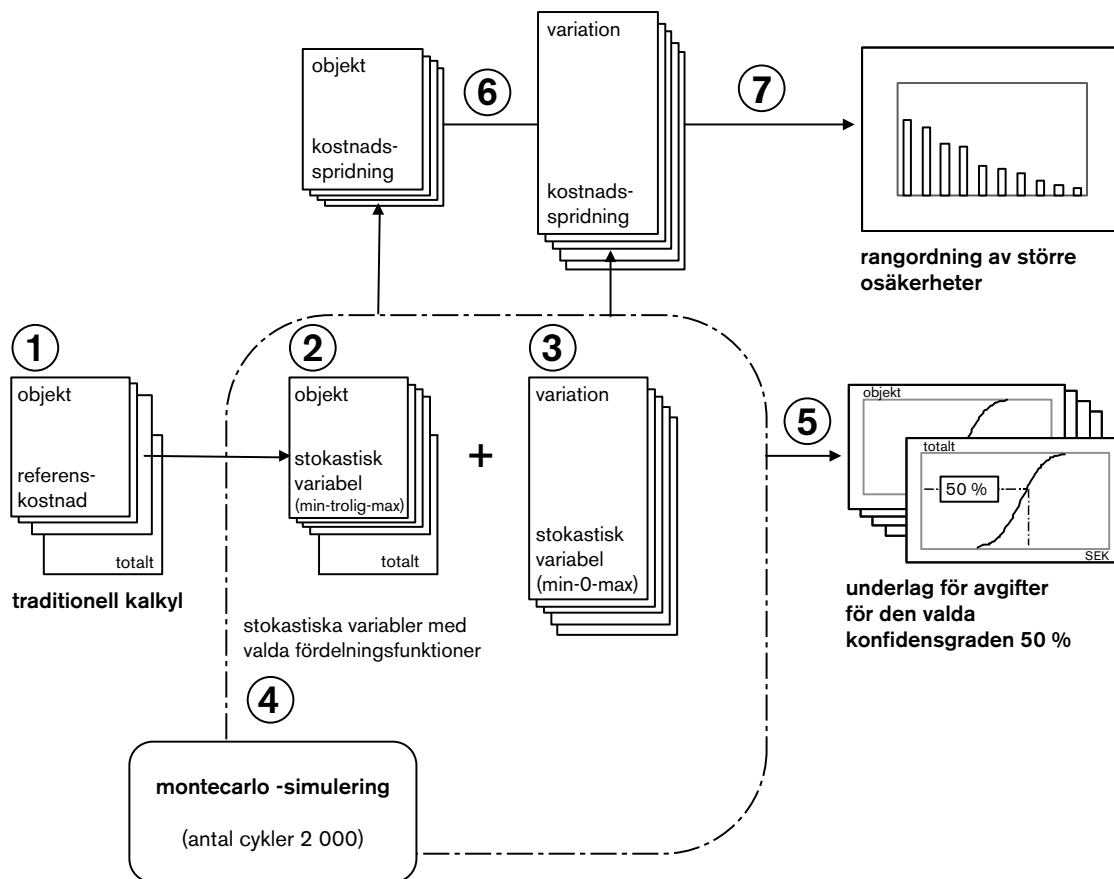 objekt
kostnads-
spridning
6
variation
kostnads-
spridning
7
rangordning av större
osäkerheter
1
objekt
referens-
kostnad
totalt
traditionell kalkyl
2
objekt
stokastisk
variabel
(min-trolig-max)
totalt
+
3
variation
stokastisk
variabel
(min-0-max)
stokastiska variabler med
valda fördelningsfunktioner
4
montecarlo -simulering
(antal cykler 2 000)
5
objekt
totalt
50 %
SEK
underlag för avgifter
för den valda
konfidensgraden 50 %